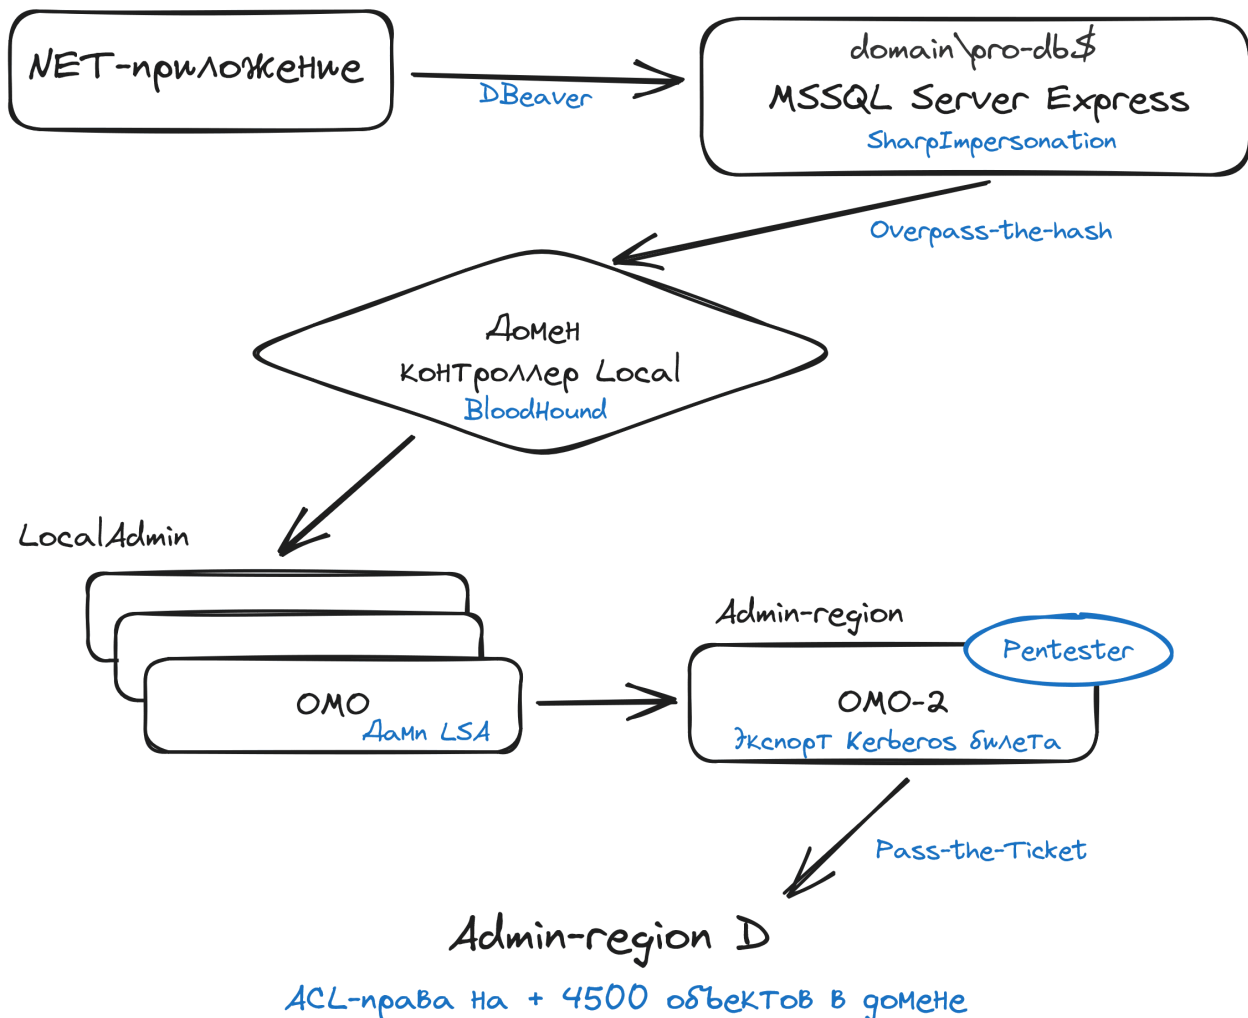 NET-приложение
DBeaver
domain\pro-db$
MSSQL Server Express
SharpImpersonation
Overpass-the-hash
Домен
контроллер Local
BloodHound
LocalAdmin
ОМО
Дамп LSA
Admin-region
Pentester
ОМО-2
Экспорт Kerberos билета
Pass-the-Ticket
Admin-region D
ACL-права на + 4500 объектов в домене